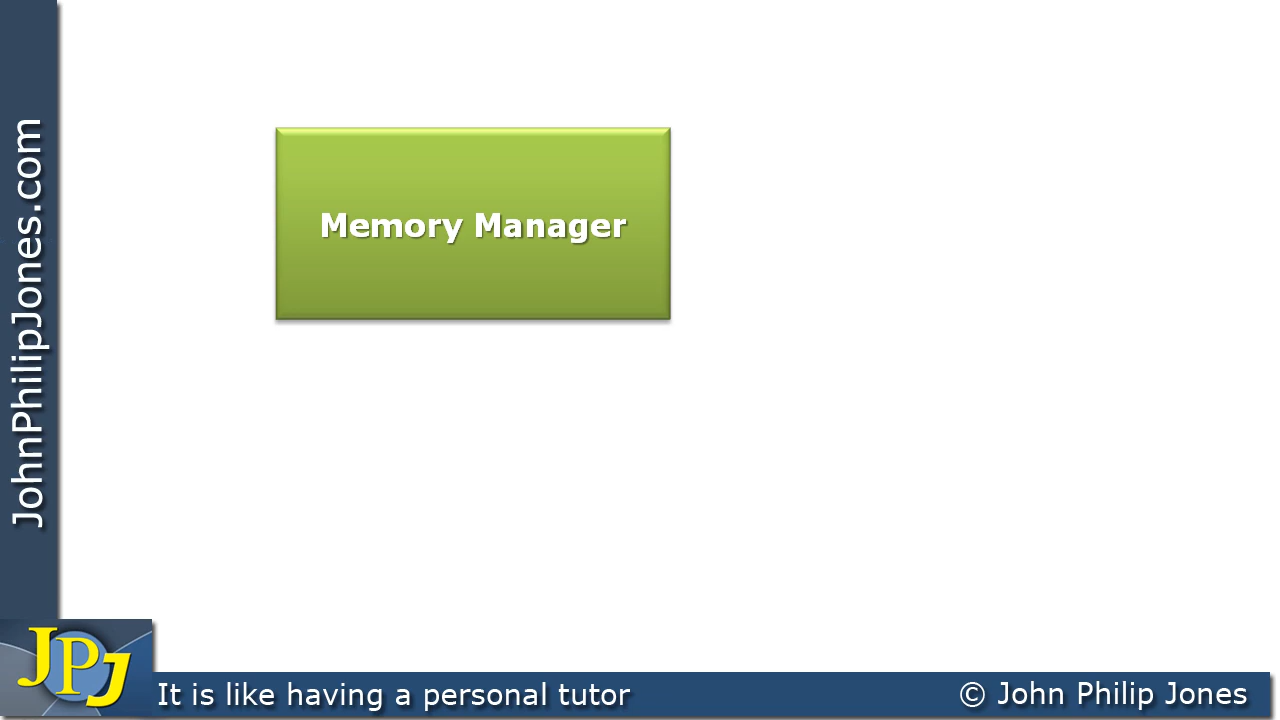 JohnPhilipJones.com
Memory Manager
JPJ
It is like having a personal tutor
© John Philip Jones